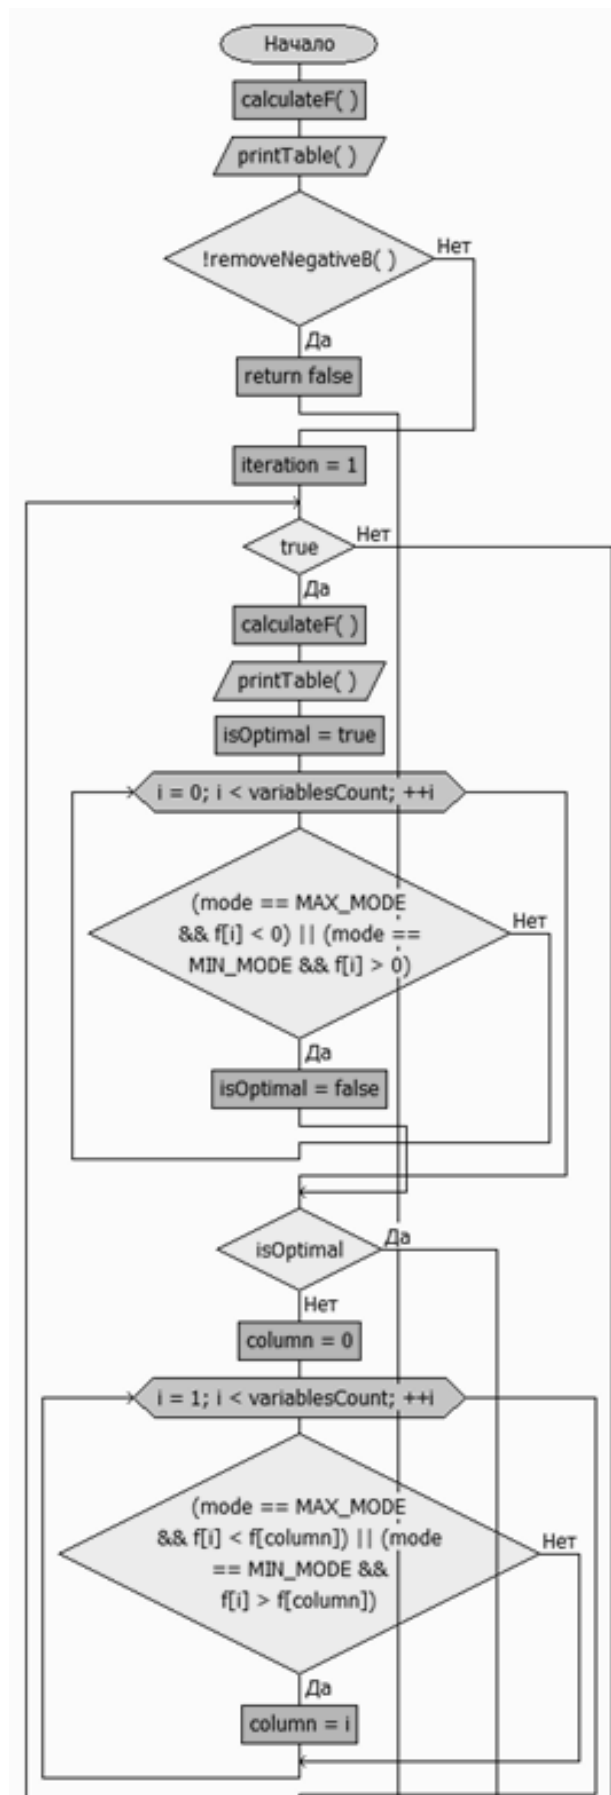 Начало
calculateF( )
printTable( )
!removeNegativeB( )
Нет
Да
return false
iteration = 1
true
Нет
Да
calculateF( )
printTable( )
isOptimal = true
i = 0; i < variablesCount; ++i
(mode == MAX_MODE
&& f[i] < 0) || (mode ==
MIN_MODE && f[i] > 0)
Нет
Да
isOptimal = false
isOptimal
Да
Нет
column = 0
i = 1; i < variablesCount; ++i
(mode == MAX_MODE
&& f[i] < f[column]) || (mode
== MIN_MODE &&
f[i] > f[column])
Нет
Да
column = i